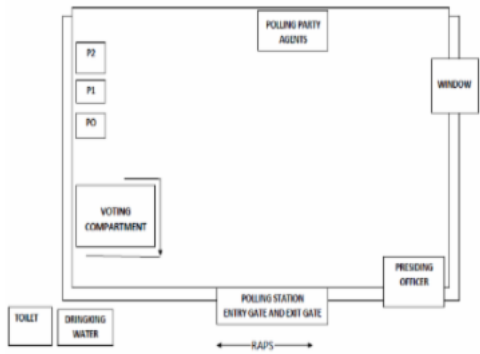 POLLING PARTY
AGENTS
P2
WINDOW
P1
PO
VOTING
COMPARTMENT
PRESIDING
OFFICER
POLLING STATION
ENTRY GATE AND EXIT GATE
TOILET
DRINGKING
WATER
RAPS